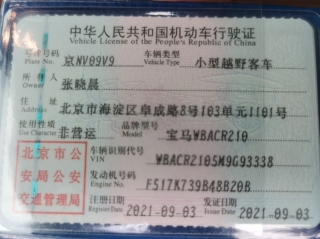 中华人民共和国机动车行驶证
Vehicle License of the People's Republic of China
号牌号码 京NV09V9 车辆类型 小型越野客车
Plate No. Vehicle Type
所有人 张晓晨
Owner
住址 北京市海淀区阜成路8号103单元1101号
Address
使用性质 非营运 品牌型号 宝马WBACR210
Use Character Model
北京市公安局公安交通管理局
车辆识别代号 WBACR210SM9G93338
VIN
发动机号码 F517K739B48B20B
Engine No.
注册日期 2021-09-03 发证日期 2021-09-03
Register Date Issue Date